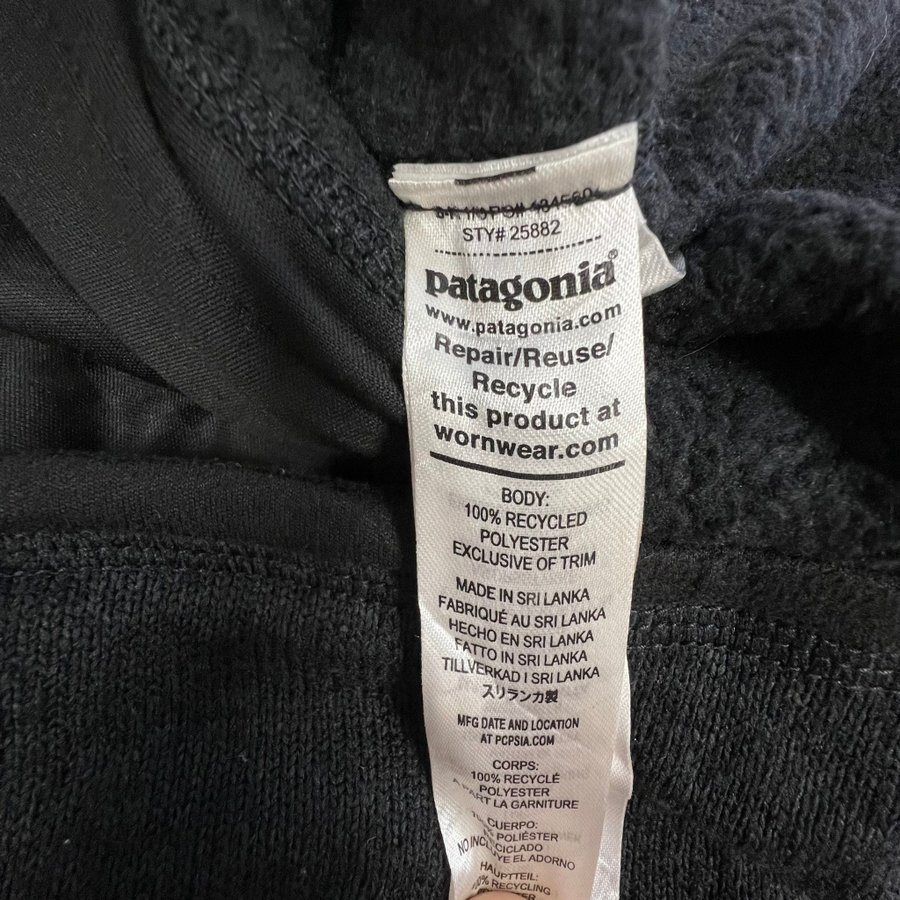 STY# 25882
patagonia®
www.patagonia.com
Repair/Reuse/
Recycle
this product at
wornwear.com
BODY:
100% RECYCLED
POLYESTER
EXCLUSIVE OF TRIM
MADE IN SRI LANKA
FABRIQUÉ AU SRI LANKA
HECHO EN SRI LANKA
FATTO IN SRI LANKA
TILLVERKAD I SRI LANKA
スリランカ製
MFG DATE AND LOCATION
AT PCPSIA.COM
CORPS:
100% RECYCLÉ
POLYESTER
A PART LA GARNITURE
CUERPO:
POLIÉSTER
EL ADORNO
HAUPTTEIL:
RECYCLING